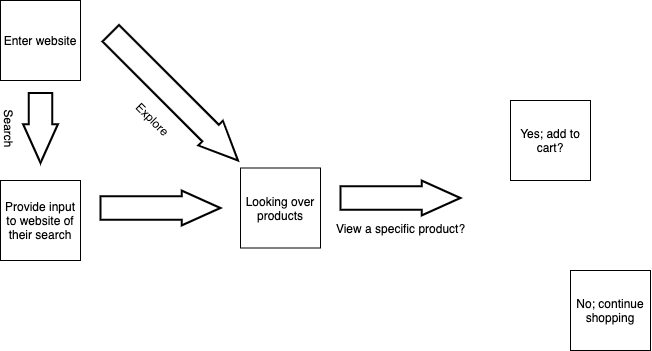 Enter website
Search
Explore
Provide input
to website of
their search
Looking over
products
View a specific product?
Yes; add to
cart?
No; continue
shopping